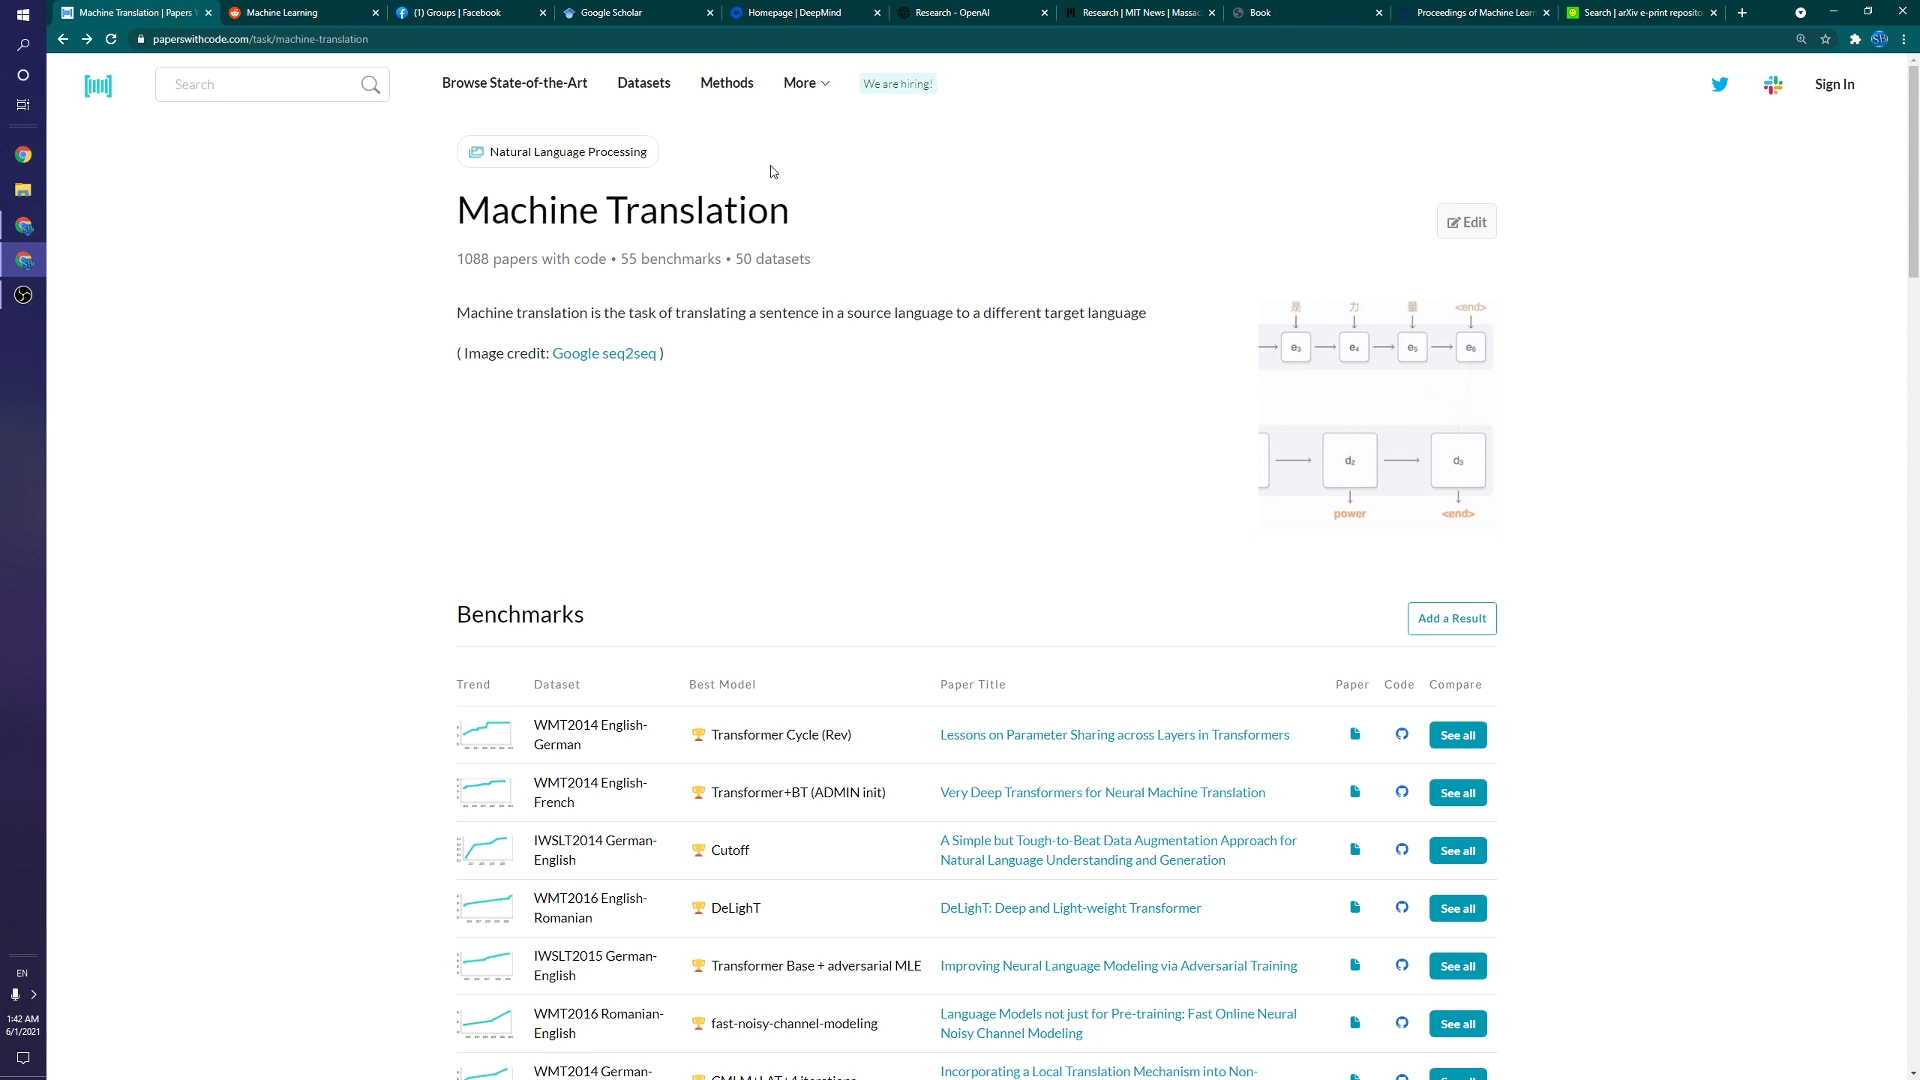 Machine Translation | Papers
Machine Learning
(1) Groups | Facebook
Google Scholar
Homepage | DeepMind
Research - OpenAI
Research | MIT News | Massac
Book
Proceedings of Machine Lear
Search | arXiv e-print reposito
paperswithcode.com/task/machine-translation
Search
Browse State-of-the-Art
Datasets
Methods
More
We are hiring!
Sign In
Natural Language Processing
Machine Translation
Edit
1088 papers with code • 55 benchmarks • 50 datasets
Machine translation is the task of translating a sentence in a source language to a different target language
( Image credit: Google seq2seq )
是 力 量 <end>
e₃ e₄ e₅ e₆
d₂ d₃
power <end>
Benchmarks
Add a Result
Trend Dataset Best Model Paper Title Paper Code Compare
WMT2014 English-
German
Transformer Cycle (Rev)
Lessons on Parameter Sharing across Layers in Transformers
See all
WMT2014 English-
French
Transformer+BT (ADMIN init)
Very Deep Transformers for Neural Machine Translation
See all
IWSLT2014 German-
English
Cutoff
A Simple but Tough-to-Beat Data Augmentation Approach for
Natural Language Understanding and Generation
See all
WMT2016 English-
Romanian
DeLighT
DeLighT: Deep and Light-weight Transformer
See all
IWSLT2015 German-
English
Transformer Base + adversarial MLE
Improving Neural Language Modeling via Adversarial Training
See all
WMT2016 Romanian-
English
fast-noisy-channel-modeling
Language Models not just for Pre-training: Fast Online Neural
Noisy Channel Modeling
See all
WMT2014 German-
Incorporating a Local Translation Mechanism into Non-
EN
1:42 AM
6/1/2021